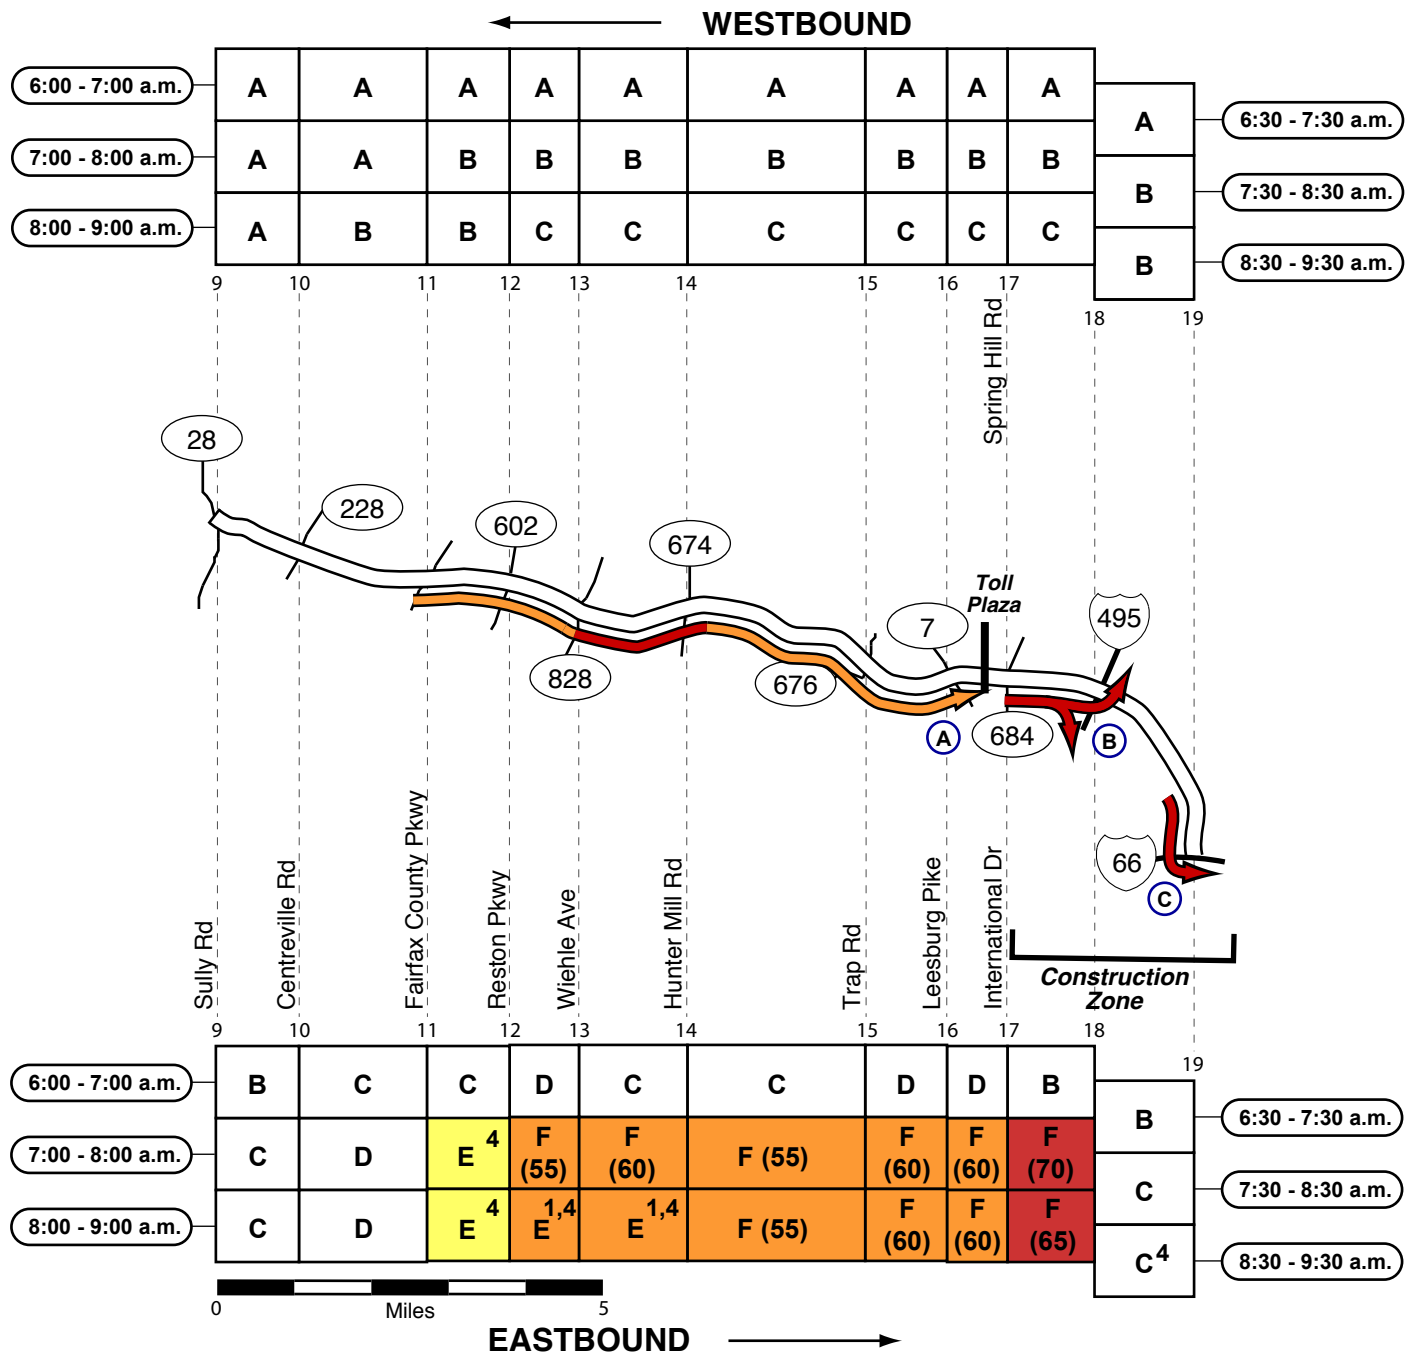 WESTBOUND
6:00 - 7:00 a.m.
A A A A A A A A A
A
6:30 - 7:30 a.m.
7:00 - 8:00 a.m.
A A B B B B B B B
B
7:30 - 8:30 a.m.
8:00 - 9:00 a.m.
A B B C C C C C C
B
8:30 - 9:30 a.m.
9 10 11 12 13 14 15 16 17
18 19
Spring Hill Rd
28
228
602
674
Toll
Plaza
7
495
828
676
A
684
B
66
C
Sully Rd
Centreville Rd
Fairfax County Pkwy
Reston Pkwy
Wiehle Ave
Hunter Mill Rd
Trap Rd
Leesburg Pike
International Dr
Construction
Zone
9 10 11 12 13 14 15 16 17 18
19
6:00 - 7:00 a.m.
B C C D C C D D B
B
6:30 - 7:30 a.m.
7:00 - 8:00 a.m.
C D E 4 F (55) F (60) F (55) F (60) F (60) F (70)
C
7:30 - 8:30 a.m.
8:00 - 9:00 a.m.
C D E 4 E 1,4 E 1,4 F (55) F (60) F (60) F (65)
C 4
8:30 - 9:30 a.m.
0 Miles 5
EASTBOUND